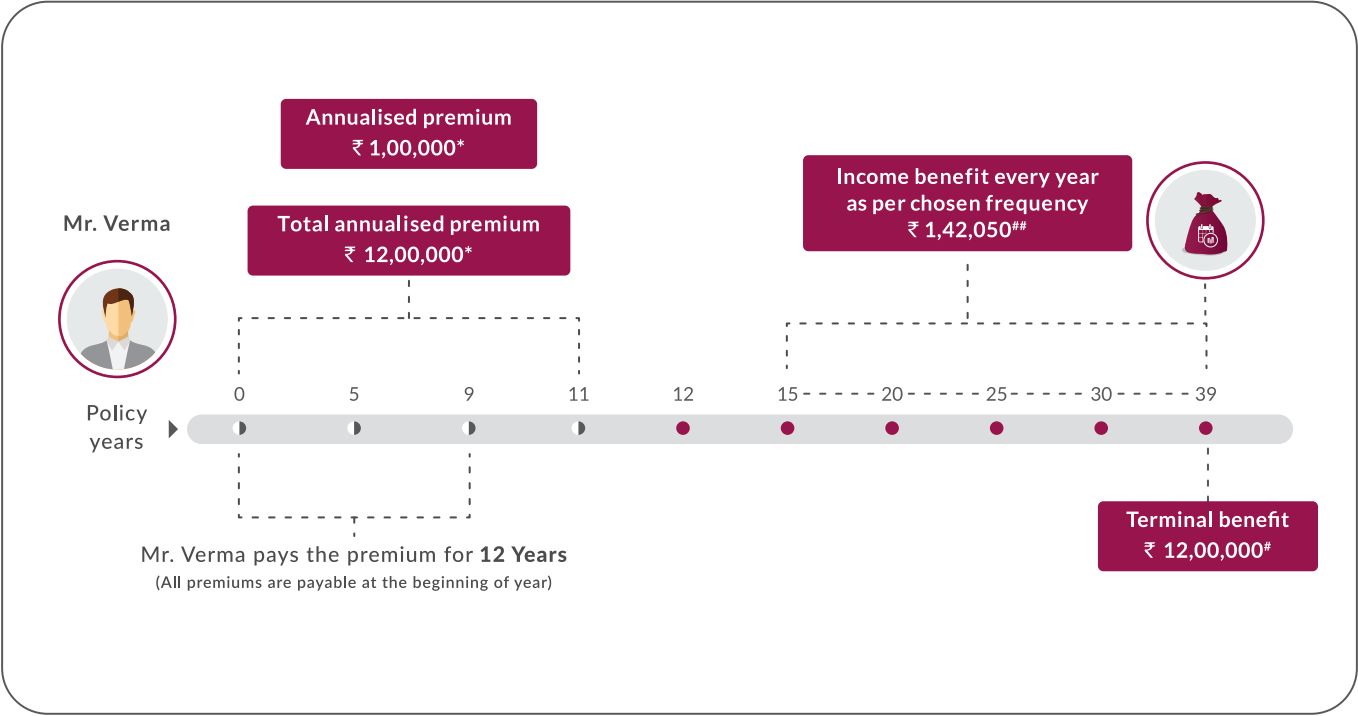 Annualised premium
₹ 1,00,000*
Income benefit every year
as per chosen frequency
₹ 1,42,050##
Mr. Verma
Total annualised premium
₹ 12,00,000*
0 5 9 11 12 15 20 25 30 39
Policy
years
Terminal benefit
₹ 12,00,000#
Mr. Verma pays the premium for 12 Years
(All premiums are payable at the beginning of year)